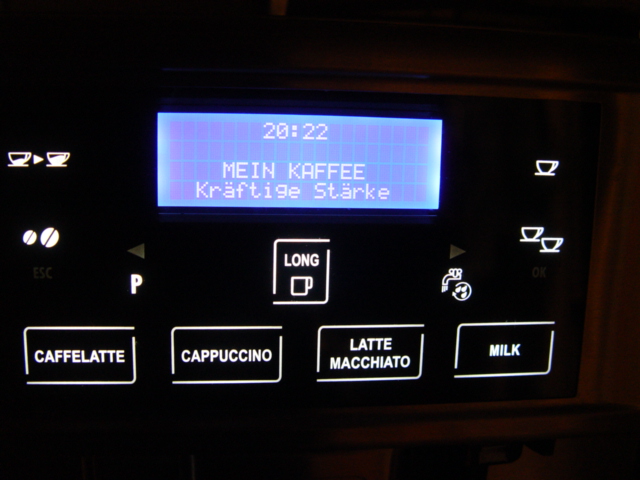 20:22
MEIN KAFFEE
Kräftige Stärke
ESC
LONG
OK
P
CAFFELATTE
CAPPUCCINO
LATTE
MACCHIATO
MILK